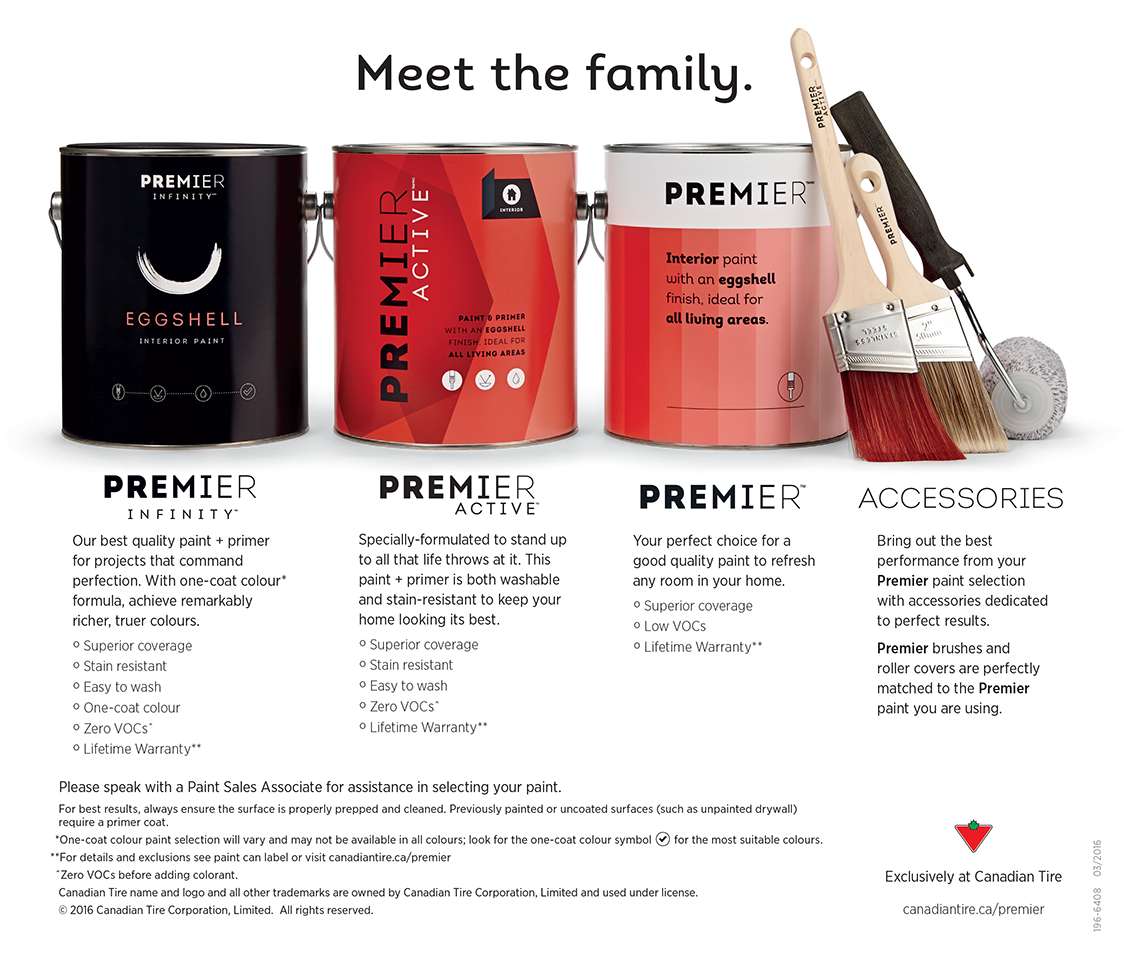 Meet the family.
PREMIER
INFINITY™
EGGSHELL
INTERIOR PAINT
PREMIER™/MC
ACTIVE
INTERIOR
PAINT & PRIMER
WITH AN EGGSHELL
FINISH, IDEAL FOR
ALL LIVING AREAS
PREMIER™/MC
Interior paint
with an eggshell
finish, ideal for
all living areas.
PREMIER
ACTIVE
PREMIER
STAINLESS
STEEL
2"
50mm
PREMIER
INFINITY™
Our best quality paint + primer
for projects that command
perfection. With one-coat colour*
formula, achieve remarkably
richer, truer colours.
Superior coverage
Stain resistant
Easy to wash
One-coat colour
Zero VOCs^
Lifetime Warranty**
PREMIER
ACTIVE™
Specially-formulated to stand up
to all that life throws at it. This
paint + primer is both washable
and stain-resistant to keep your
home looking its best.
Superior coverage
Stain resistant
Easy to wash
Zero VOCs^
Lifetime Warranty**
PREMIER™
Your perfect choice for a
good quality paint to refresh
any room in your home.
Superior coverage
Low VOCs
Lifetime Warranty**
ACCESSORIES
Bring out the best
performance from your
Premier paint selection
with accessories dedicated
to perfect results.
Premier brushes and
roller covers are perfectly
matched to the Premier
paint you are using.
Please speak with a Paint Sales Associate for assistance in selecting your paint.
For best results, always ensure the surface is properly prepped and cleaned. Previously painted or uncoated surfaces (such as unpainted drywall)
require a primer coat.
*One-coat colour paint selection will vary and may not be available in all colours; look for the one-coat colour symbol ✓ for the most suitable colours.
**For details and exclusions see paint can label or visit canadiantire.ca/premier
^Zero VOCs before adding colorant.
Canadian Tire name and logo and all other trademarks are owned by Canadian Tire Corporation, Limited and used under license.
© 2016 Canadian Tire Corporation, Limited. All rights reserved.
Exclusively at Canadian Tire
canadiantire.ca/premier
196-6408 03/2016